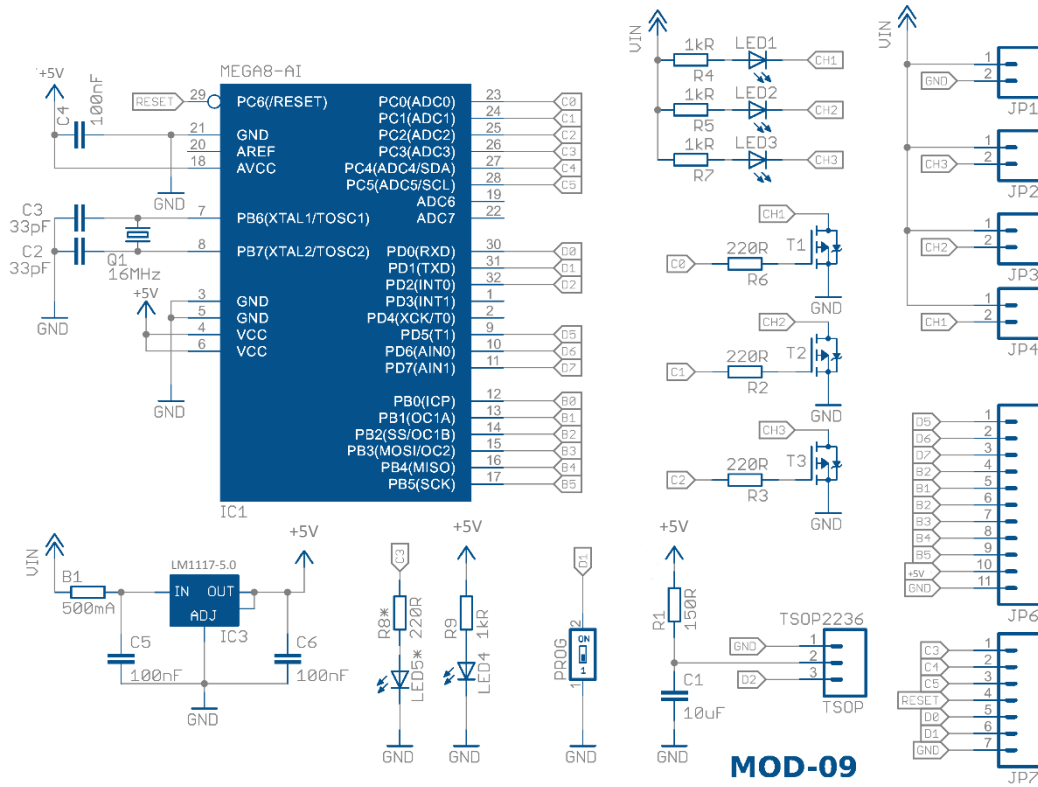 MEGA8-AI
+5V
C4
100nF
RESET
29
PC6(/RESET)
21
GND
20
AREF
18
AVCC
GND
C3
33pF
7
PB6(XTAL1/TOSC1)
C2
33pF
8
PB7(XTAL2/TOSC2)
Q1
16MHz
GND
+5V
3
GND
5
GND
4
VCC
6
VCC
GND
PC0(ADC0)
23
C0
PC1(ADC1)
24
C1
PC2(ADC2)
25
C2
PC3(ADC3)
26
C3
PC4(ADC4/SDA)
27
C4
PC5(ADC5/SCL)
28
C5
ADC6
19
ADC7
22
PD0(RXD)
30
D0
PD1(TXD)
31
D1
PD2(INT0)
32
D2
PD3(INT1)
1
PD4(XCK/T0)
2
PD5(T1)
9
D5
PD6(AIN0)
10
D6
PD7(AIN1)
11
D7
PB0(ICP)
12
B0
PB1(OC1A)
13
B1
PB2(SS/OC1B)
14
B2
PB3(MOSI/OC2)
15
B3
PB4(MISO)
16
B4
PB5(SCK)
17
B5
IC1
VIN
1kR
LED1
R4
CH1
1kR
LED2
R5
CH2
1kR
LED3
R7
CH3
CH1
220R
T1
C0
R6
GND
CH2
220R
T2
C1
R2
GND
CH3
220R
T3
C2
R3
GND
VIN
1
GND
2
JP1
1
CH3
2
JP2
1
CH2
2
JP3
1
CH1
2
JP4
D5
1
D6
2
D7
3
B2
4
B1
5
B2
6
B3
7
B4
8
B5
9
+5V
10
GND
11
JP6
C3
1
C4
2
C5
3
RESET
4
D0
5
D1
6
GND
7
JP7
VIN
B1
500mA
LM1117-5.0
IN
OUT
ADJ
IC3
+5V
C5
100nF
C6
100nF
GND
C3
R8*
220R
LED5*
GND
+5V
R9
1kR
LED4
GND
D1
2
PROG
ON
1
1
GND
+5V
R1
150R
C1
10uF
GND
TSOP2236
GND
1
2
D2
3
TSOP
MOD-09